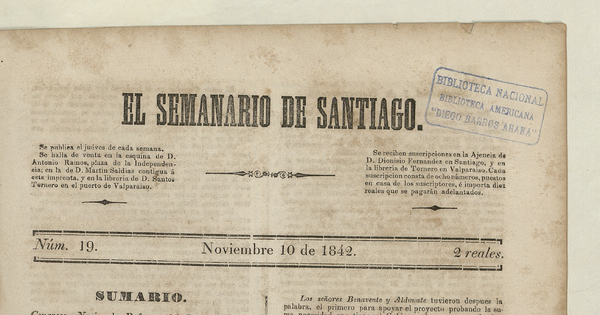 EL SEMANARIO DE SANTIAGO.
BIBLIOTECA NACIONAL
BIBLIOTECA AMERICANA
"DIEGO BARROS ARANA"
Se publica el juéves de cada semana.
Se halla de venta en la esquina de D.
Antonio Ramos, plaza de la Independen-
cia; en la de D. Martin Saldias contigua á
esta imprenta, y en la libreria de D. Santos
Tornero en el puerto de Valparaiso.
Se reciben suscripciones en la Ajencia de
D. Dionisio Fernandez en Santiago, y en
la libreria de Tornero en Valparaiso. Cada
suscripcion consta de ocho números, puestos
en casa de los suscriptores, é importa diez
reales que se pagarán adelantados.
Núm. 19.
Noviembre 10 de 1842.
2 reales.
SUMARIO.
Los señores Benavente y Aldunate tuvieron despues la
palabra, el primero para apoyar el proyecto probando la su-